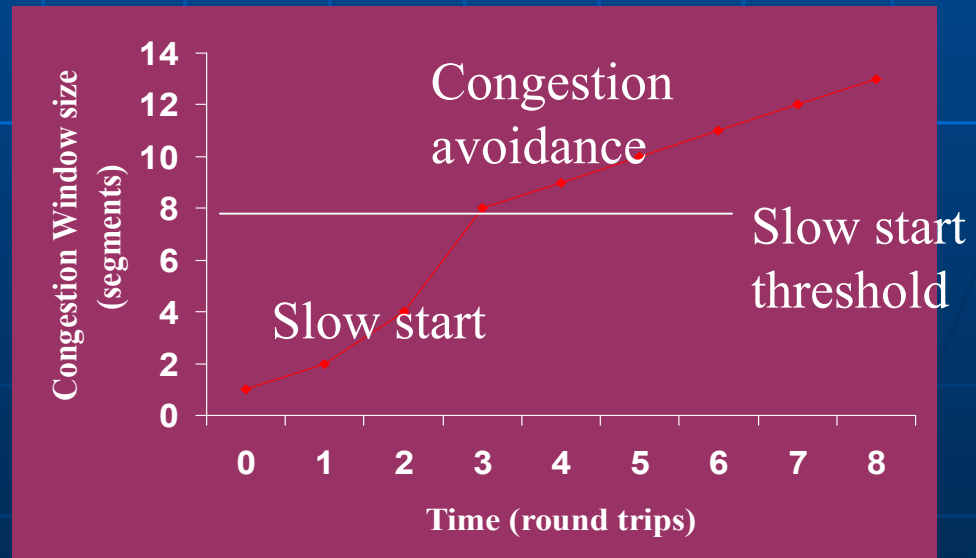 Congestion Window size
(segments)
14
12
10
8
6
4
2
0
Congestion
avoidance
Slow start
threshold
Slow start
0 1 2 3 4 5 6 7 8
Time (round trips)